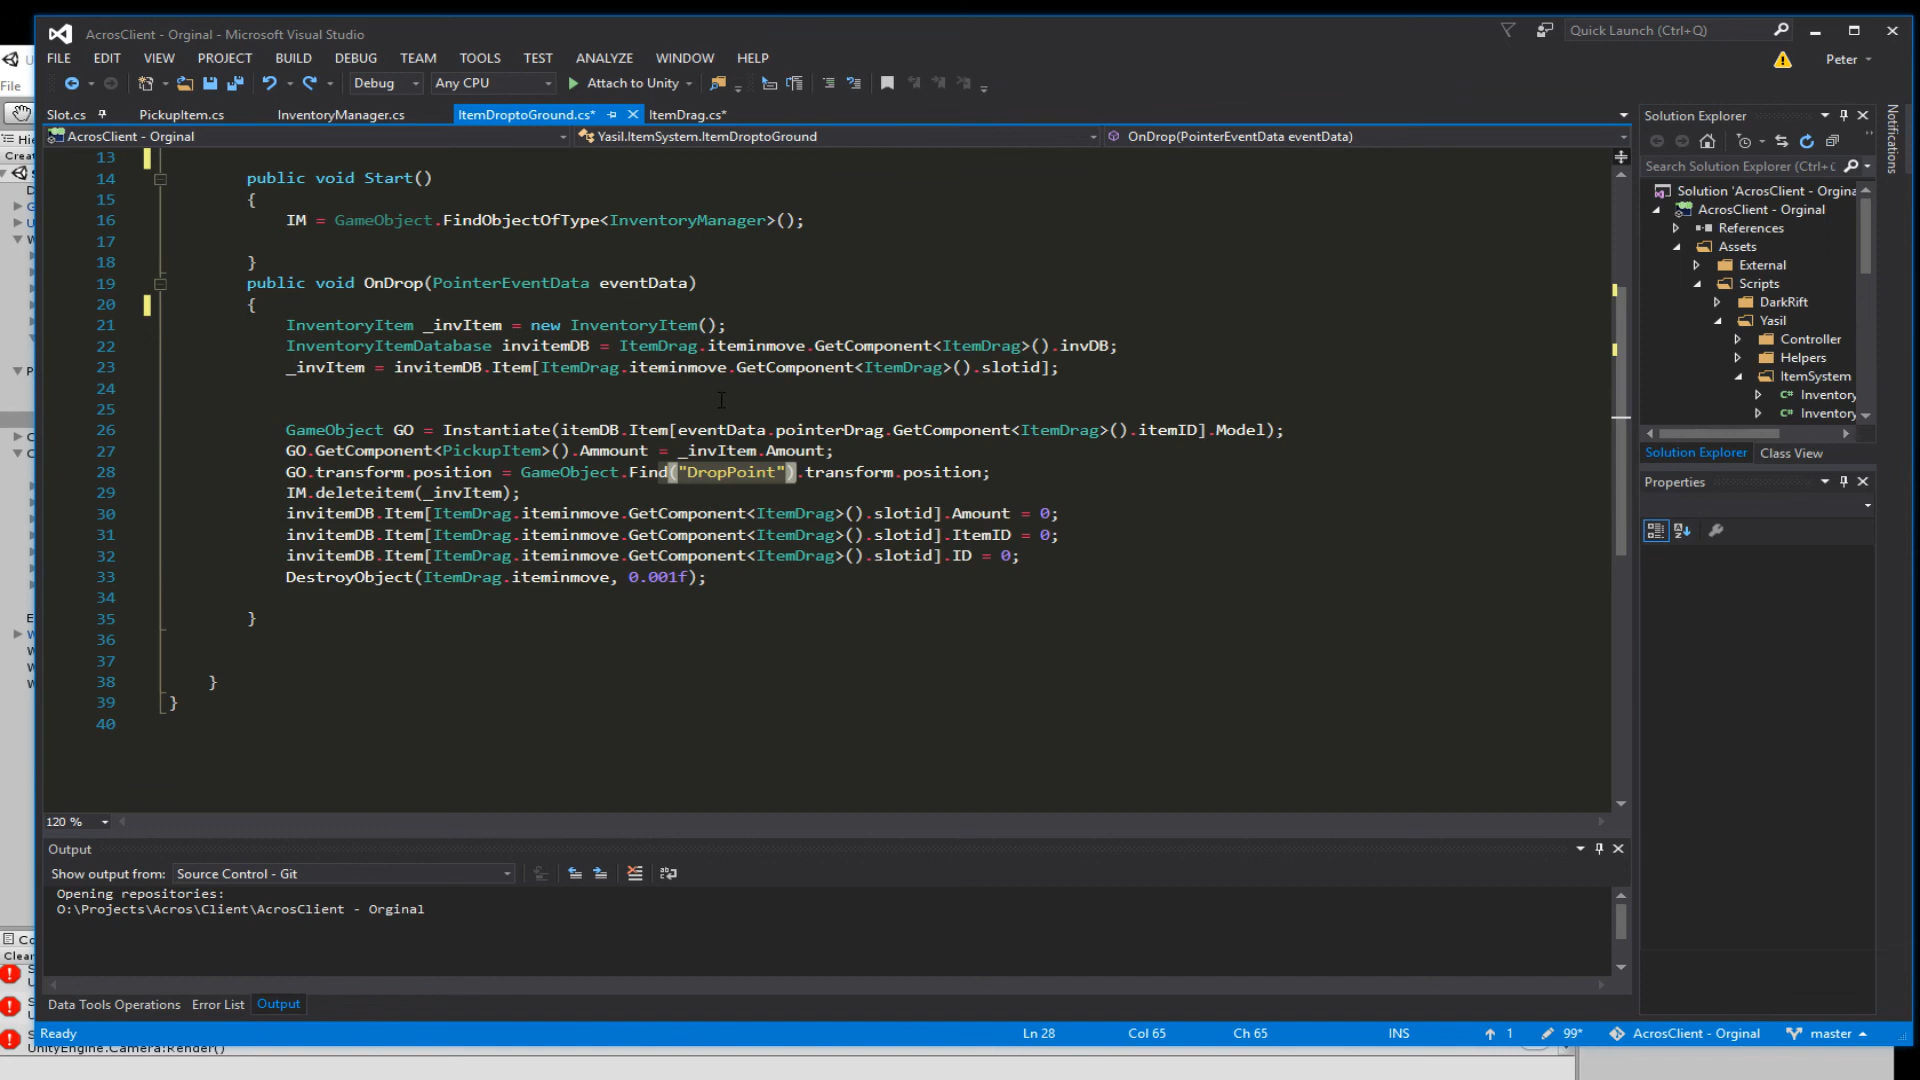 AcrosClient - Orginal - Microsoft Visual Studio
Quick Launch (Ctrl+Q)
FILE EDIT VIEW PROJECT BUILD DEBUG TEAM TOOLS TEST ANALYZE WINDOW HELP
Peter
File
Debug Any CPU Attach to Unity
Slot.cs PickupItem.cs InventoryManager.cs ItemDroptoGround.cs* ItemDrag.cs*
AcrosClient - Orginal Yasil.ItemSystem.ItemDroptoGround OnDrop(PointerEventData eventData)
13
14 public void Start()
15 {
16 IM = GameObject.FindObjectOfType<InventoryManager>();
17
18 }
19 public void OnDrop(PointerEventData eventData)
20 {
21 InventoryItem _invItem = new InventoryItem();
22 InventoryItemDatabase invitemDB = ItemDrag.iteminmove.GetComponent<ItemDrag>().invDB;
23 _invItem = invitemDB.Item[ItemDrag.iteminmove.GetComponent<ItemDrag>().slotid];
24
25
26 GameObject GO = Instantiate(itemDB.Item[eventData.pointerDrag.GetComponent<ItemDrag>().itemID].Model);
27 GO.GetComponent<PickupItem>().Ammount = _invItem.Amount;
28 GO.transform.position = GameObject.Find("DropPoint").transform.position;
29 IM.deleteitem(_invItem);
30 invitemDB.Item[ItemDrag.iteminmove.GetComponent<ItemDrag>().slotid].Amount = 0;
31 invitemDB.Item[ItemDrag.iteminmove.GetComponent<ItemDrag>().slotid].ItemID = 0;
32 invitemDB.Item[ItemDrag.iteminmove.GetComponent<ItemDrag>().slotid].ID = 0;
33 DestroyObject(ItemDrag.iteminmove, 0.001f);
34
35 }
36
37
38 }
39 }
40
120 %
Output
Show output from: Source Control - Git
Opening repositories:
O:\Projects\Acros\Client\AcrosClient - Orginal
Data Tools Operations Error List Output
Ready Ln 28 Col 65 Ch 65 INS 1 99* AcrosClient - Orginal master
UnityEngine.Camera:Render()
Solution Explorer
Search Solution Explorer (Ctrl+
Solution 'AcrosClient - Orgina
AcrosClient - Orginal
References
Assets
External
Scripts
DarkRift
Yasil
Controller
Helpers
ItemSystem
Inventory
Inventory
Solution Explorer Class View
Properties
Notifications